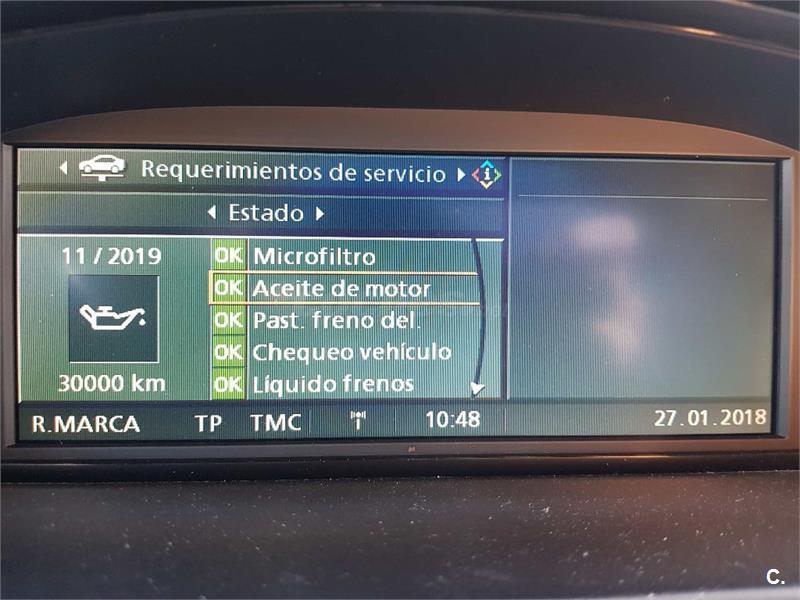 Requerimientos de servicio
Estado
11/2019
OK Microfiltro
OK Aceite de motor
OK Past. freno del.
OK Chequeo vehículo
30000 km
OK Líquido frenos
R.MARCA TP TMC 10:48 27.01.2018
C.